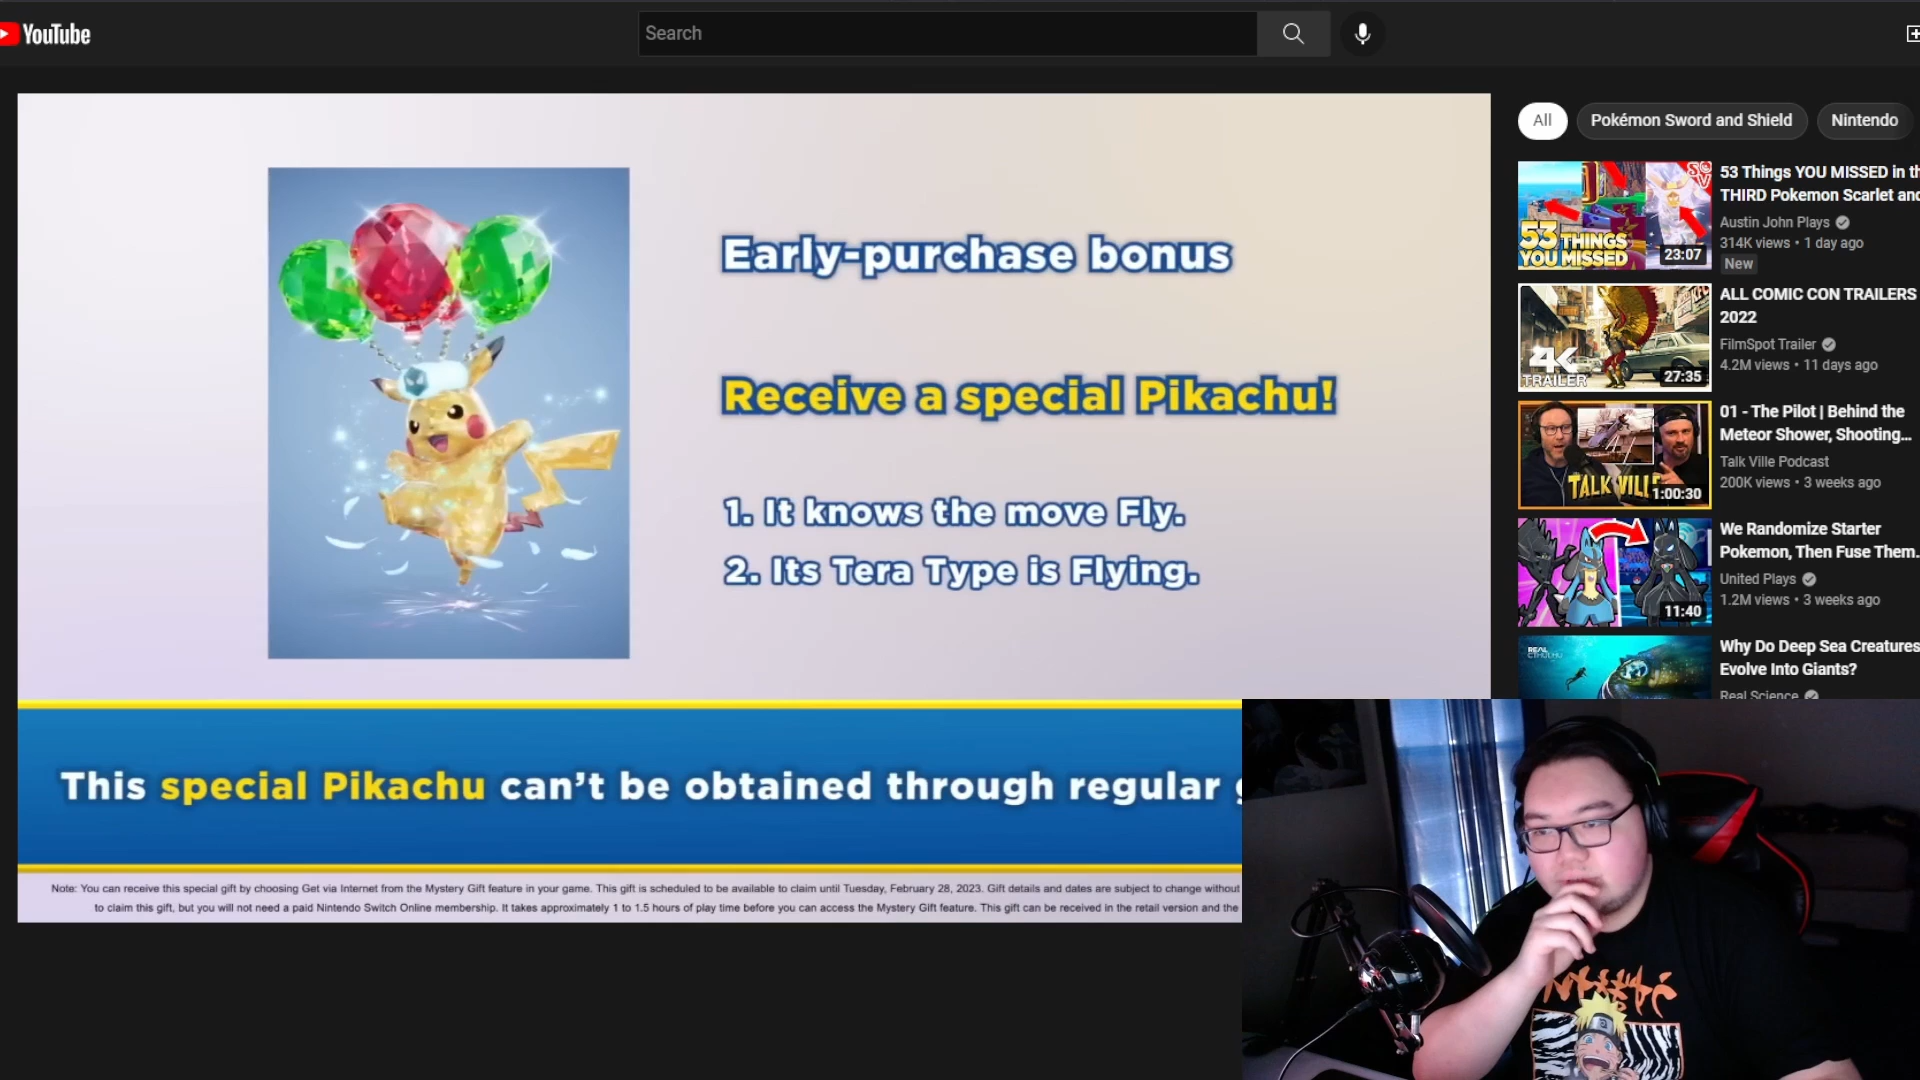 YouTube
Search
Early-purchase bonus
Receive a special Pikachu!
1. It knows the move Fly.
2. Its Tera Type is Flying.
This special Pikachu can't be obtained through regular
Note: You can receive this special gift by choosing Get via Internet from the Mystery Gift feature in your game. This gift is scheduled to be available to claim until Tuesday, February 28, 2023. Gift details and dates are subject to change without
to claim this gift, but you will not need a paid Nintendo Switch Online membership. It takes approximately 1 to 1.5 hours of play time before you can access the Mystery Gift feature. This gift can be received in the retail version and the
All
Pokémon Sword and Shield
Nintendo
53 THINGS
YOU MISSED
23:07
53 Things YOU MISSED in
THIRD Pokemon Scarlet
Austin John Plays
314K views • 1 day ago
New
4K
TRAILER
27:35
ALL COMIC CON TRAILERS
2022
FilmSpot Trailer
4.2M views • 11 days ago
TALK VILLE
1:00:30
01 - The Pilot | Behind the
Meteor Shower, Shooting...
Talk Ville Podcast
200K views • 3 weeks ago
11:40
We Randomize Starter
Pokemon, Then Fuse Them...
United Plays
1.2M views • 3 weeks ago
REAL
Why Do Deep Sea Creatures
Evolve Into Giants?
Real Science